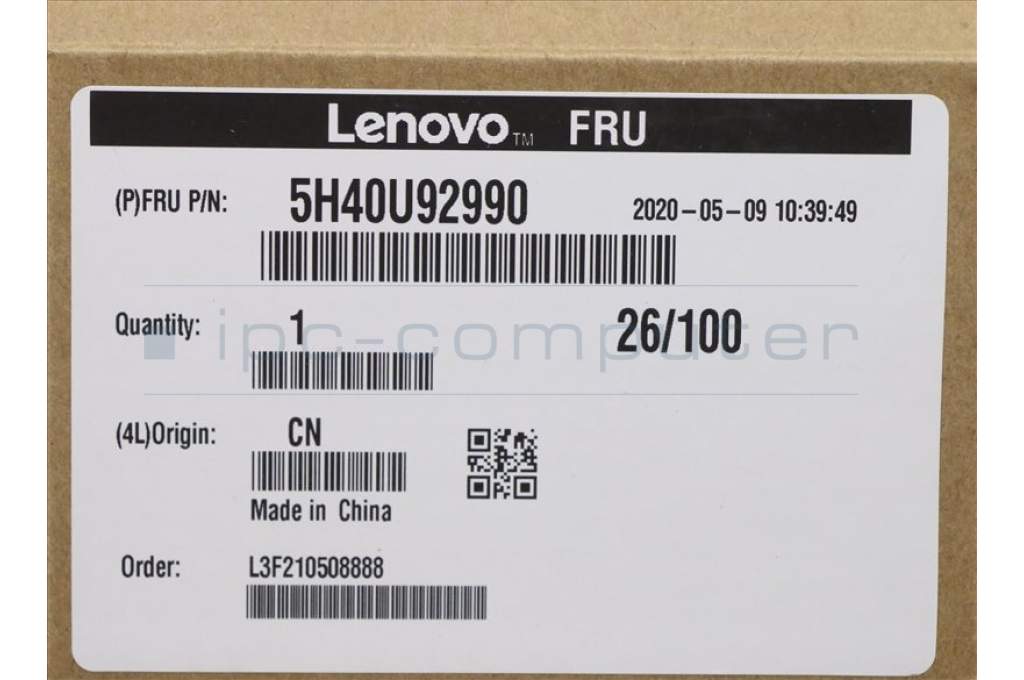 Lenovo™ FRU
(P)FRU P/N: 5H40U92990 2020-05-09 10:39:49
Quantity: 1 26/100
ipc-computer
(4L)Origin: CN
Made in China
Order: L3F210508888